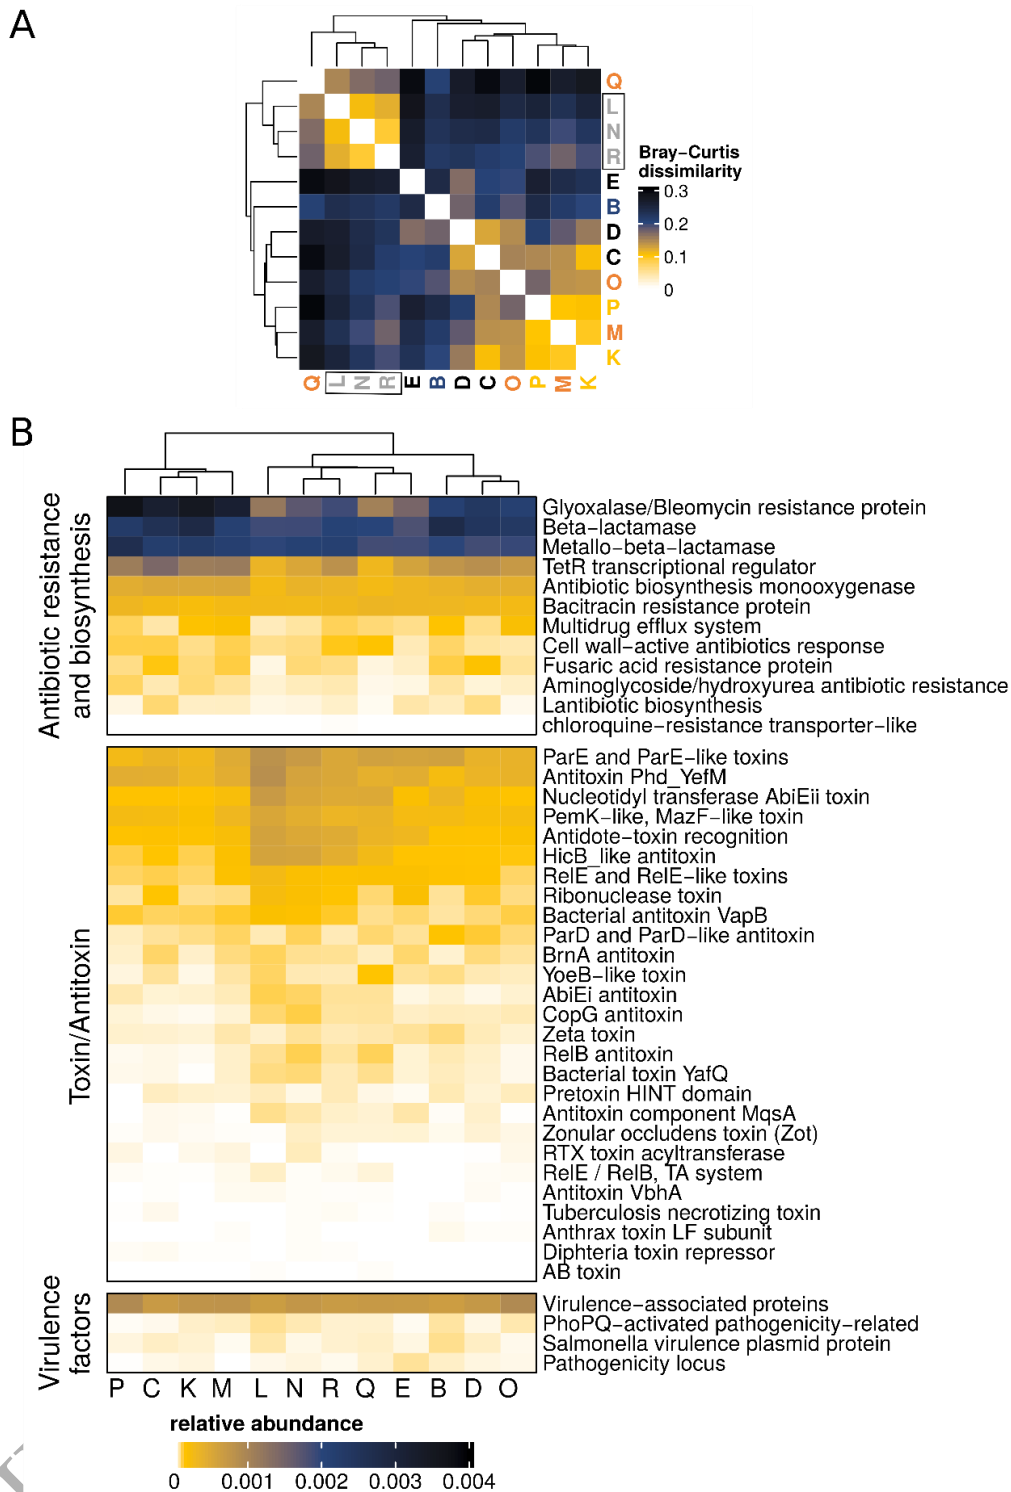 A
Q
L
N
R
E
B
D
C
O
P
M
K
Bray−Curtis
dissimilarity
0.3
0.2
0.1
0
Q L N R E B D C O P M K
B
Antibiotic resistance
and biosynthesis
Glyoxalase/Bleomycin resistance protein
Beta−lactamase
Metallo−beta−lactamase
TetR transcriptional regulator
Antibiotic biosynthesis monooxygenase
Bacitracin resistance protein
Multidrug efflux system
Cell wall−active antibiotics response
Fusaric acid resistance protein
Aminoglycoside/hydroxyurea antibiotic resistance
Lantibiotic biosynthesis
chloroquine−resistance transporter−like
Toxin/Antitoxin
ParE and ParE−like toxins
Antitoxin Phd_YefM
Nucleotidyl transferase AbiEii toxin
PemK−like, MazF−like toxin
Antidote−toxin recognition
HicB_like antitoxin
RelE and RelE−like toxins
Ribonuclease toxin
Bacterial antitoxin VapB
ParD and ParD−like antitoxin
BrnA antitoxin
YoeB−like toxin
AbiEi antitoxin
CopG antitoxin
Zeta toxin
RelB antitoxin
Bacterial toxin YafQ
Pretoxin HINT domain
Antitoxin component MqsA
Zonular occludens toxin (Zot)
RTX toxin acyltransferase
RelE / RelB, TA system
Antitoxin VbhA
Tuberculosis necrotizing toxin
Anthrax toxin LF subunit
Diphteria toxin repressor
AB toxin
Virulence
factors
Virulence−associated proteins
PhoPQ−activated pathogenicity−related
Salmonella virulence plasmid protein
Pathogenicity locus
P C K M L N R Q E B D O
relative abundance
0 0.001 0.002 0.003 0.004